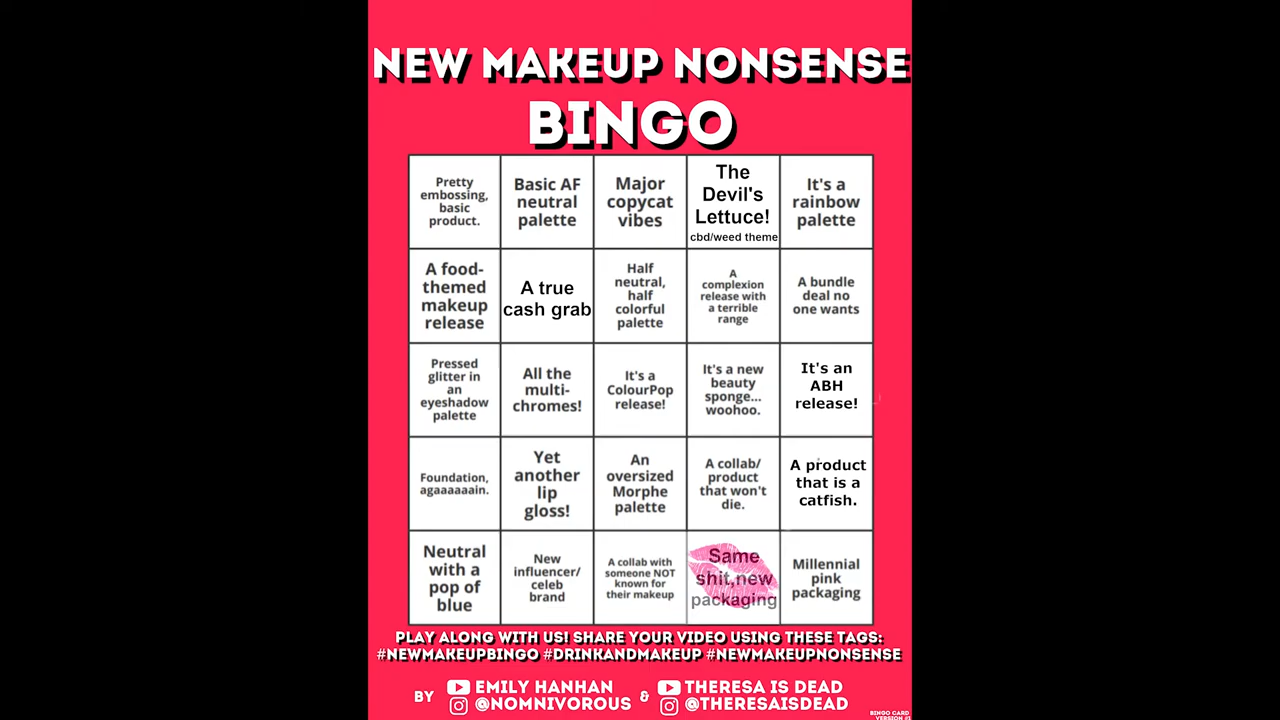 NEW MAKEUP NONSENSE
BINGO
Pretty
embossing,
basic
product.
Basic AF
neutral
palette
Major
copycat
vibes
The
Devil's
Lettuce!
cbd/weed theme
It's a
rainbow
palette
A food-
themed
makeup
release
A true
cash grab
Half
neutral,
half
colorful
palette
A
complexion
release with
a terrible
range
A bundle
deal no
one wants
Pressed
glitter in
an
eyeshadow
palette
All the
multi-
chromes!
It's a
ColourPop
release!
It's a new
beauty
sponge...
woohoo.
It's an
ABH
release!
Foundation,
agaaaaaain.
Yet
another
lip
gloss!
An
oversized
Morphe
palette
A collab/
product
that won't
die.
A product
that is a
catfish.
Neutral
with a
pop of
blue
New
influencer/
celeb
brand
A collab with
someone NOT
known for
their makeup
Same
shit,new
packaging
Millennial
pink
packaging
PLAY ALONG WITH US! SHARE YOUR VIDEO USING THESE TAGS:
#NEWMAKEUPBINGO #DRINKANDMAKEUP #NEWMAKEUPNONSENSE
BY EMILY HANHAN & THERESA IS DEAD
@NOMNIVOROUS @THERESAISDEAD
BINGO CARD
VERSION #1